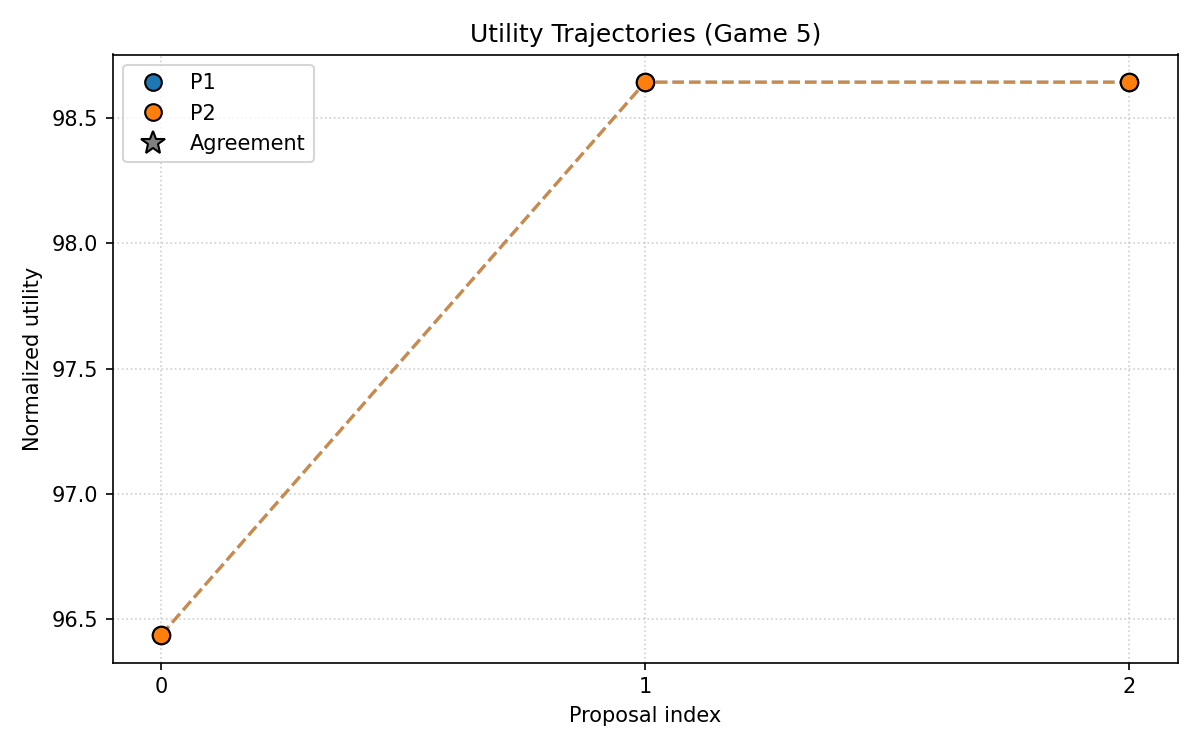 Utility Trajectories (Game 5)
P1
P2
Agreement
Normalized utility
98.5
98.0
97.5
97.0
96.5
0
1
2
Proposal index